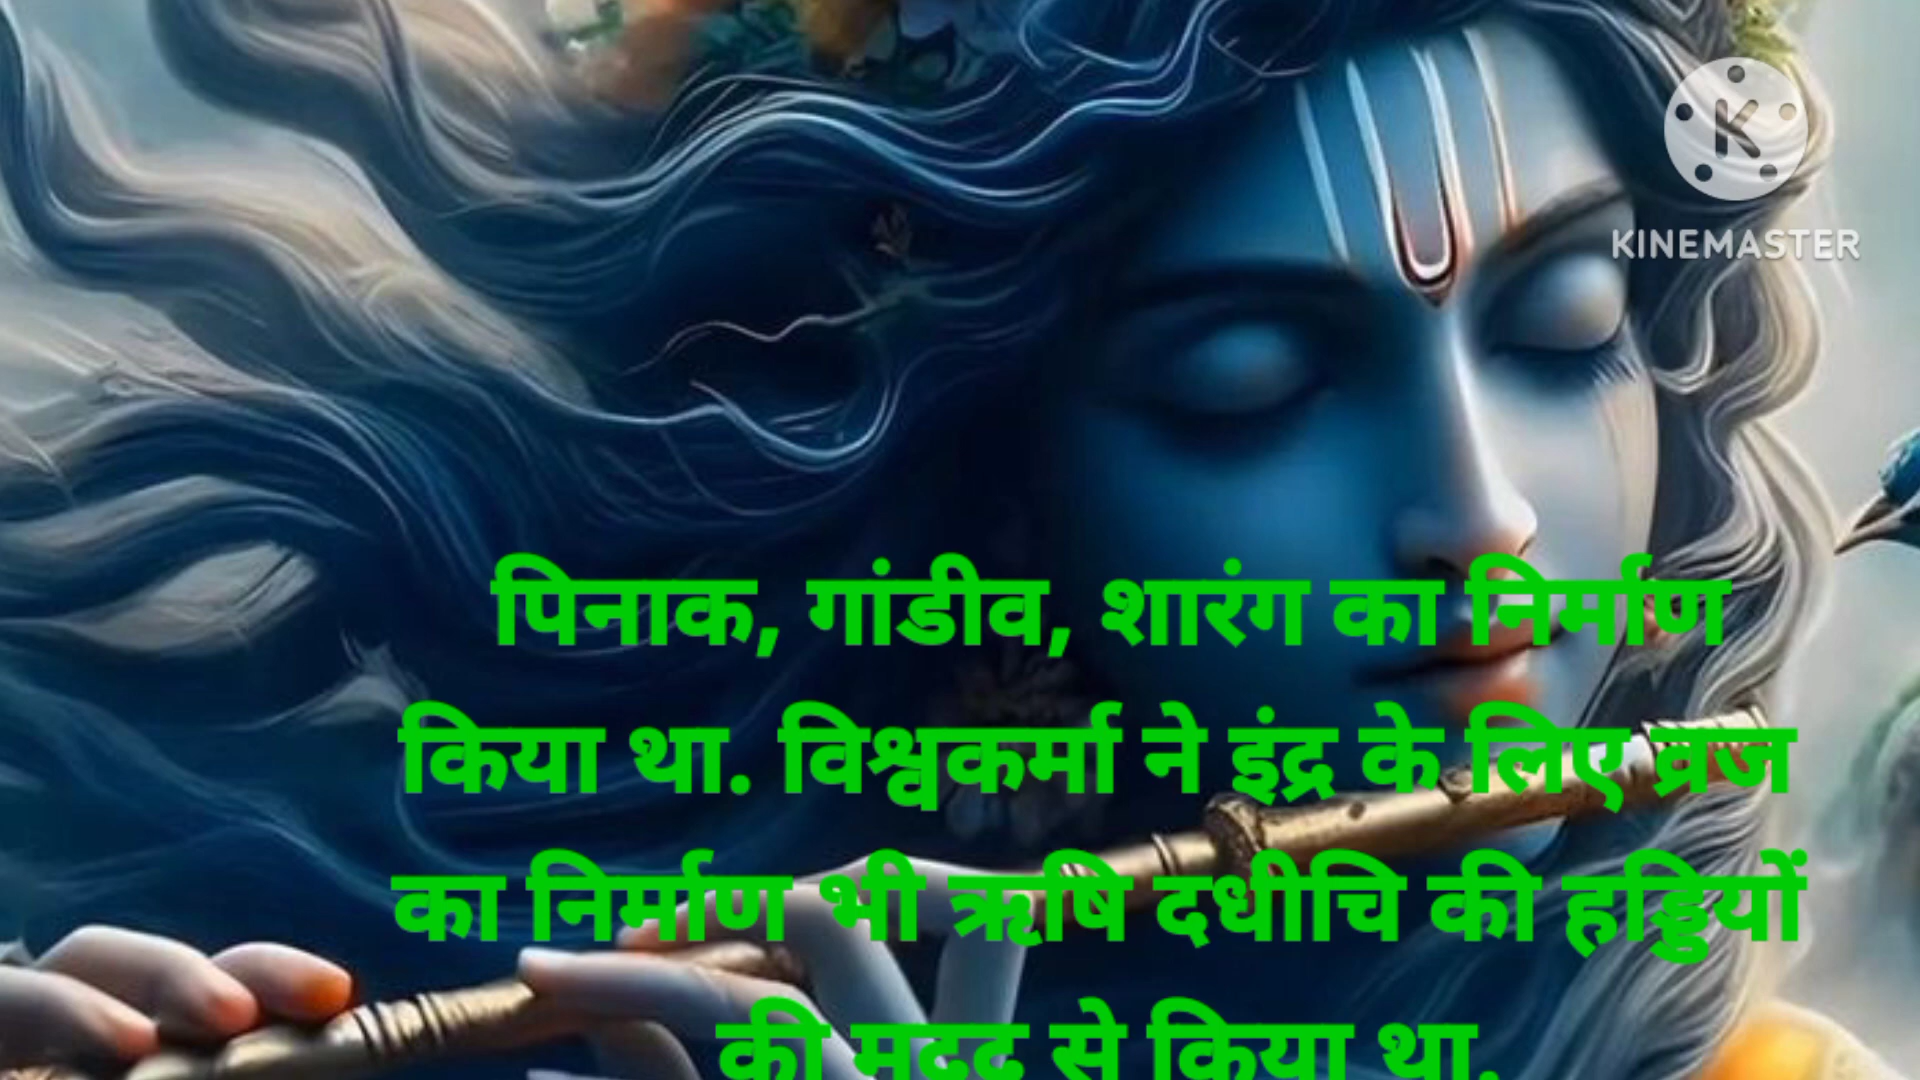 K
KINEMASTER
पिनाक, गांडीव, शारंग का निर्माण
किया था. विश्वकर्मा ने इंद्र के लिए व्रज
का निर्माण भी ऋषि दधीचि की हड्डियों
की मदद से किया था.